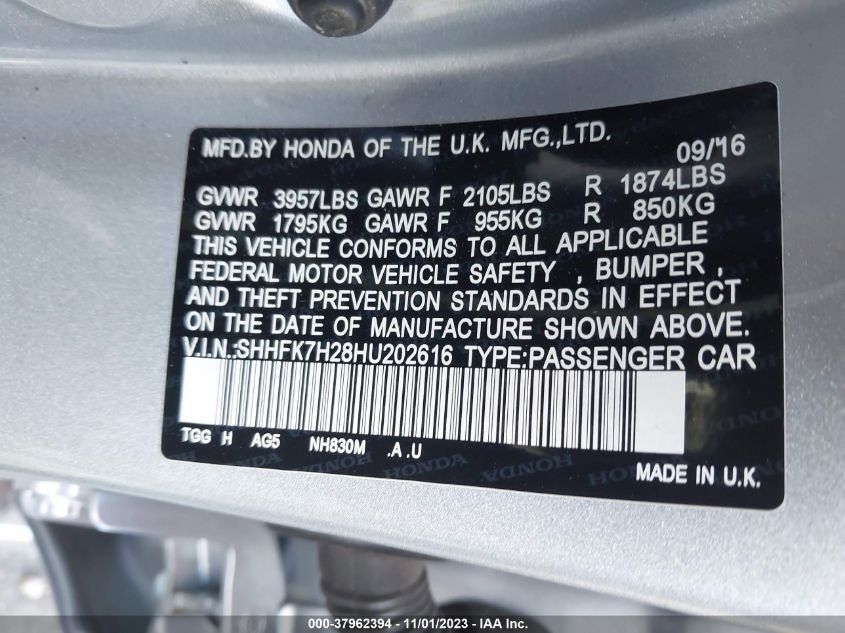 MFD.BY HONDA OF THE U.K. MFG.,LTD. 09/16
GVWR 3957LBS GAWR F 2105LBS R 1874LBS
GVWR 1795KG GAWR F 955KG R 850KG
THIS VEHICLE CONFORMS TO ALL APPLICABLE
FEDERAL MOTOR VEHICLE SAFETY , BUMPER ,
AND THEFT PREVENTION STANDARDS IN EFFECT
ON THE DATE OF MANUFACTURE SHOWN ABOVE.
V.I.N.:SHHFK7H28HU202616 TYPE:PASSENGER CAR
TGG H AG5 NH830M .A .U
HONDA HONDA HONDA
MADE IN U.K.
000-37962394 - 11/01/2023 - IAA Inc.